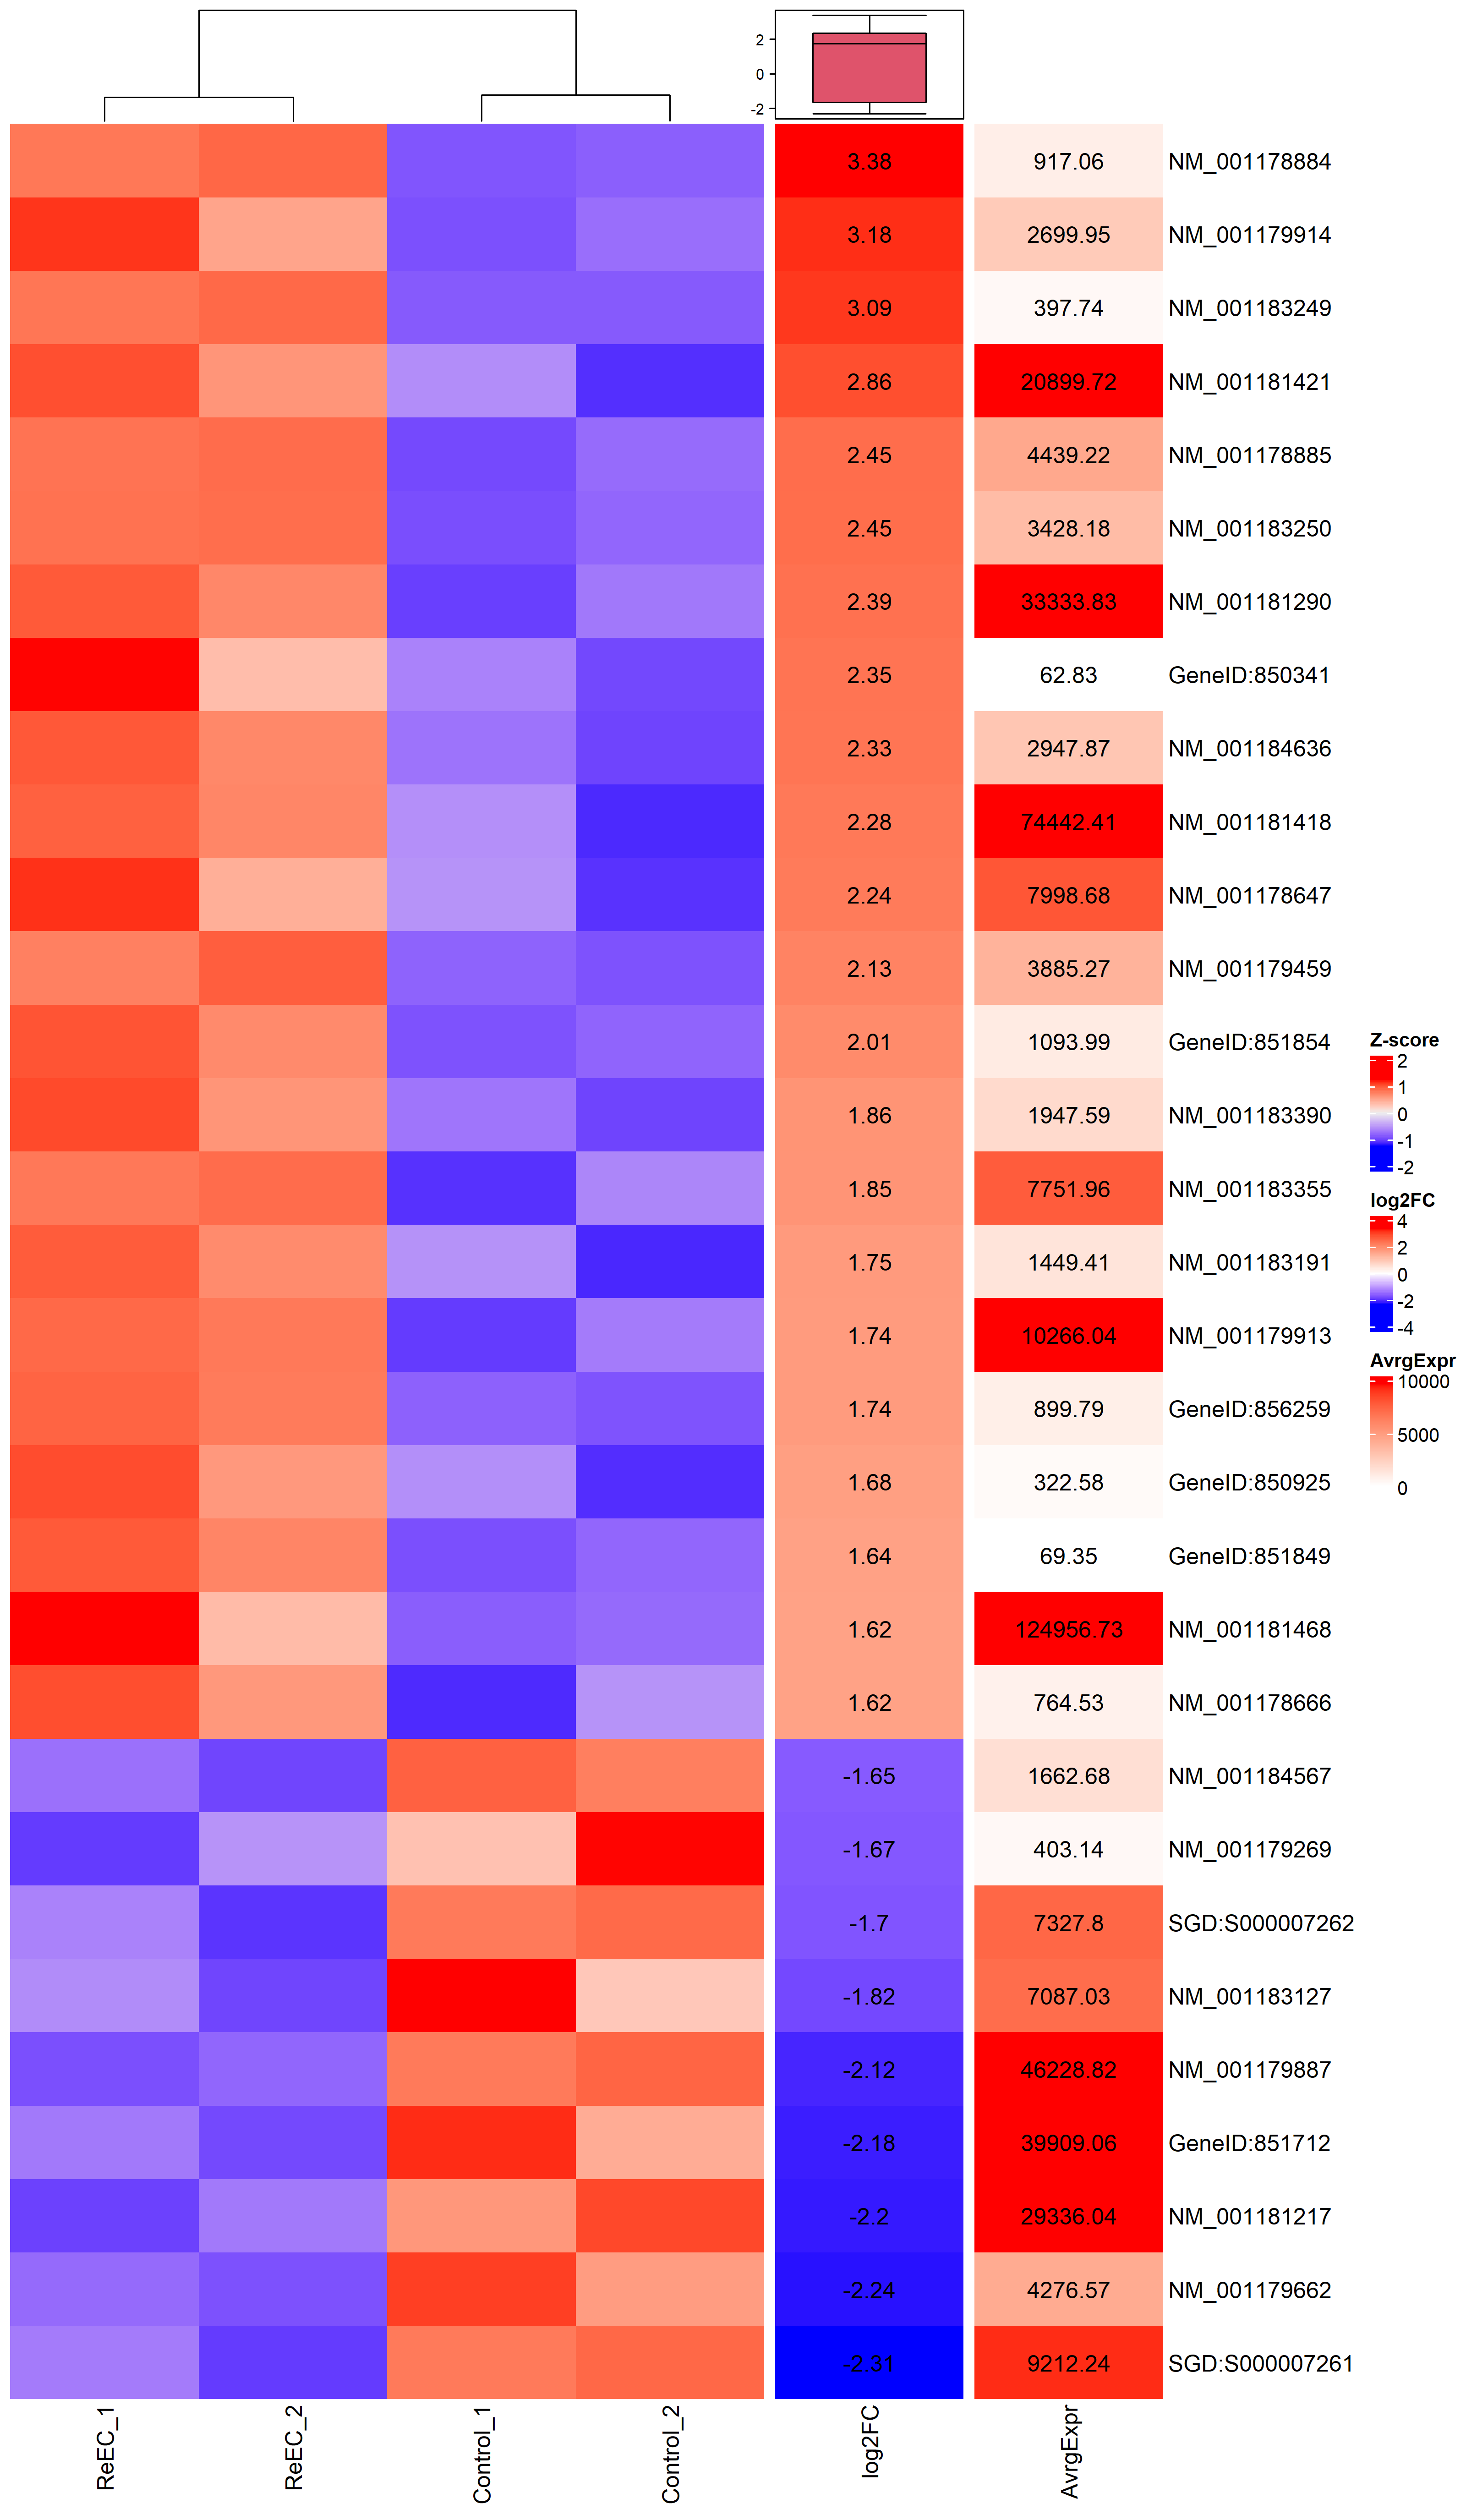 2
0
-2
3.38 917.06 NM_001178884
3.18 2699.95 NM_001179914
3.09 397.74 NM_001183249
2.86 20899.72 NM_001181421
2.45 4439.22 NM_001178885
2.45 3428.18 NM_001183250
2.39 33333.83 NM_001181290
2.35 62.83 GeneID:850341
2.33 2947.87 NM_001184636
2.28 74442.41 NM_001181418
2.24 7998.68 NM_001178647
2.13 3885.27 NM_001179459
2.01 1093.99 GeneID:851854
1.86 1947.59 NM_001183390
1.85 7751.96 NM_001183355
1.75 1449.41 NM_001183191
1.74 10266.04 NM_001179913
1.74 899.79 GeneID:856259
1.68 322.58 GeneID:850925
1.64 69.35 GeneID:851849
1.62 124956.73 NM_001181468
1.62 764.53 NM_001178666
-1.65 1662.68 NM_001184567
-1.67 403.14 NM_001179269
-1.7 7327.8 SGD:S000007262
-1.82 7087.03 NM_001183127
-2.12 46228.82 NM_001179887
-2.18 39909.06 GeneID:851712
-2.2 29336.04 NM_001181217
-2.24 4276.57 NM_001179662
-2.31 9212.24 SGD:S000007261
ReEC_1 ReEC_2 Control_1 Control_2 log2FC AvrgExpr
Z-score
2
1
0
-1
-2
log2FC
4
2
0
-2
-4
AvrgExpr
10000
5000
0